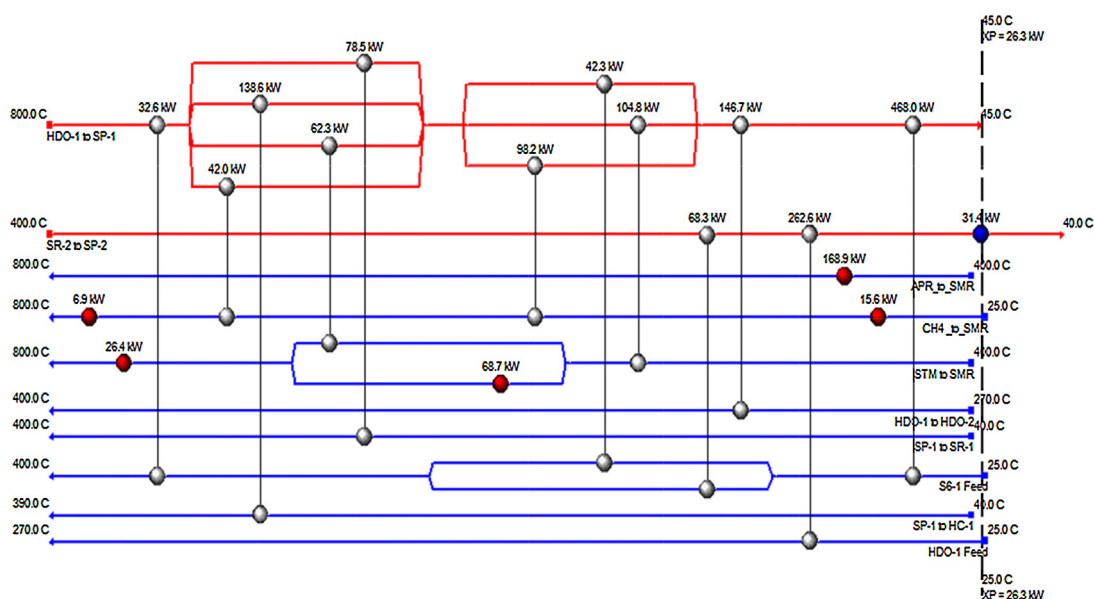 45.0 C
XP = 26.3 kW
78.5 kW
42.3 kW
138.6 kW
32.6 kW
62.3 kW
104.8 kW
146.7 kW
468.0 kW
800.0 C
45.0 C
HDO-1 to SP-1
42.0 kW
98.2 kW
400.0 C
68.3 kW
262.6 kW
31.4 kW
40.0 C
SR-2 to SP-2
800.0 C
168.9 kW
400.0 C
APR_to_SMR
800.0 C
6.9 kW
15.6 kW
25.0 C
CH4_to_SMR
800.0 C
26.4 kW
68.7 kW
400.0 C
STM to SMR
400.0 C
270.0 C
HDO-1 to HDO-2
400.0 C
40.0 C
SP-1 to SR-1
400.0 C
25.0 C
S6-1 Feed
390.0 C
40.0 C
SP-1 to HC-1
270.0 C
25.0 C
HDO-1 Feed
25.0 C
XP = 26.3 kW